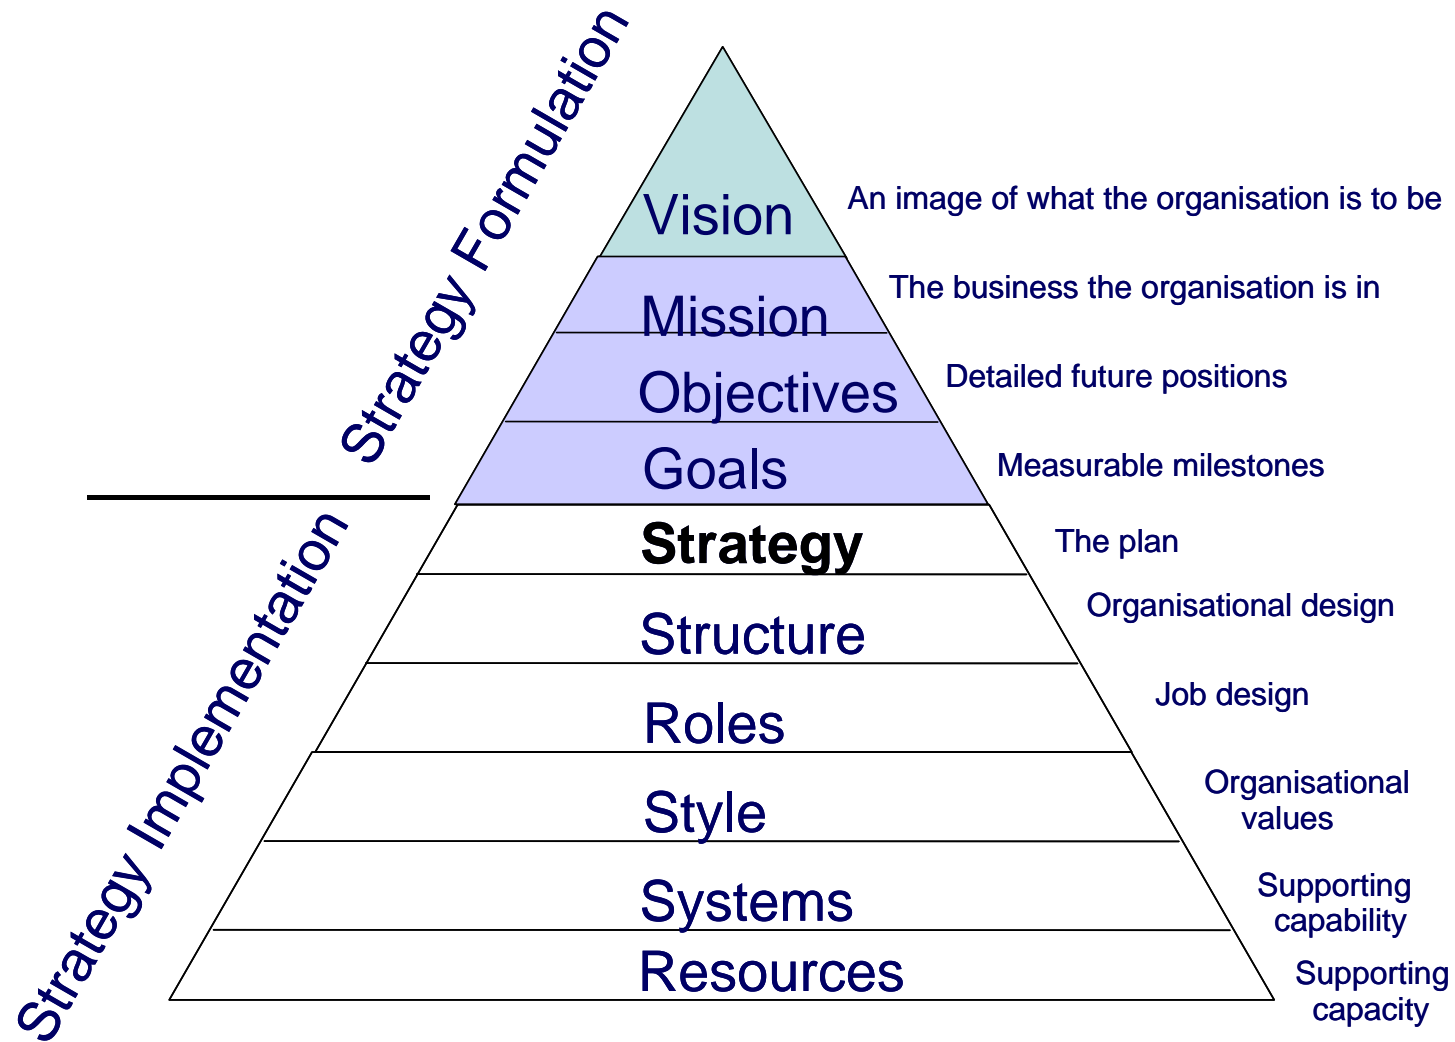 Strategy Formulation
Vision
An image of what the organisation is to be
Mission
The business the organisation is in
Objectives
Detailed future positions
Goals
Measurable milestones
Strategy Implementation
Strategy
The plan
Structure
Organisational design
Roles
Job design
Style
Organisational
values
Systems
Supporting
capability
Resources
Supporting
capacity